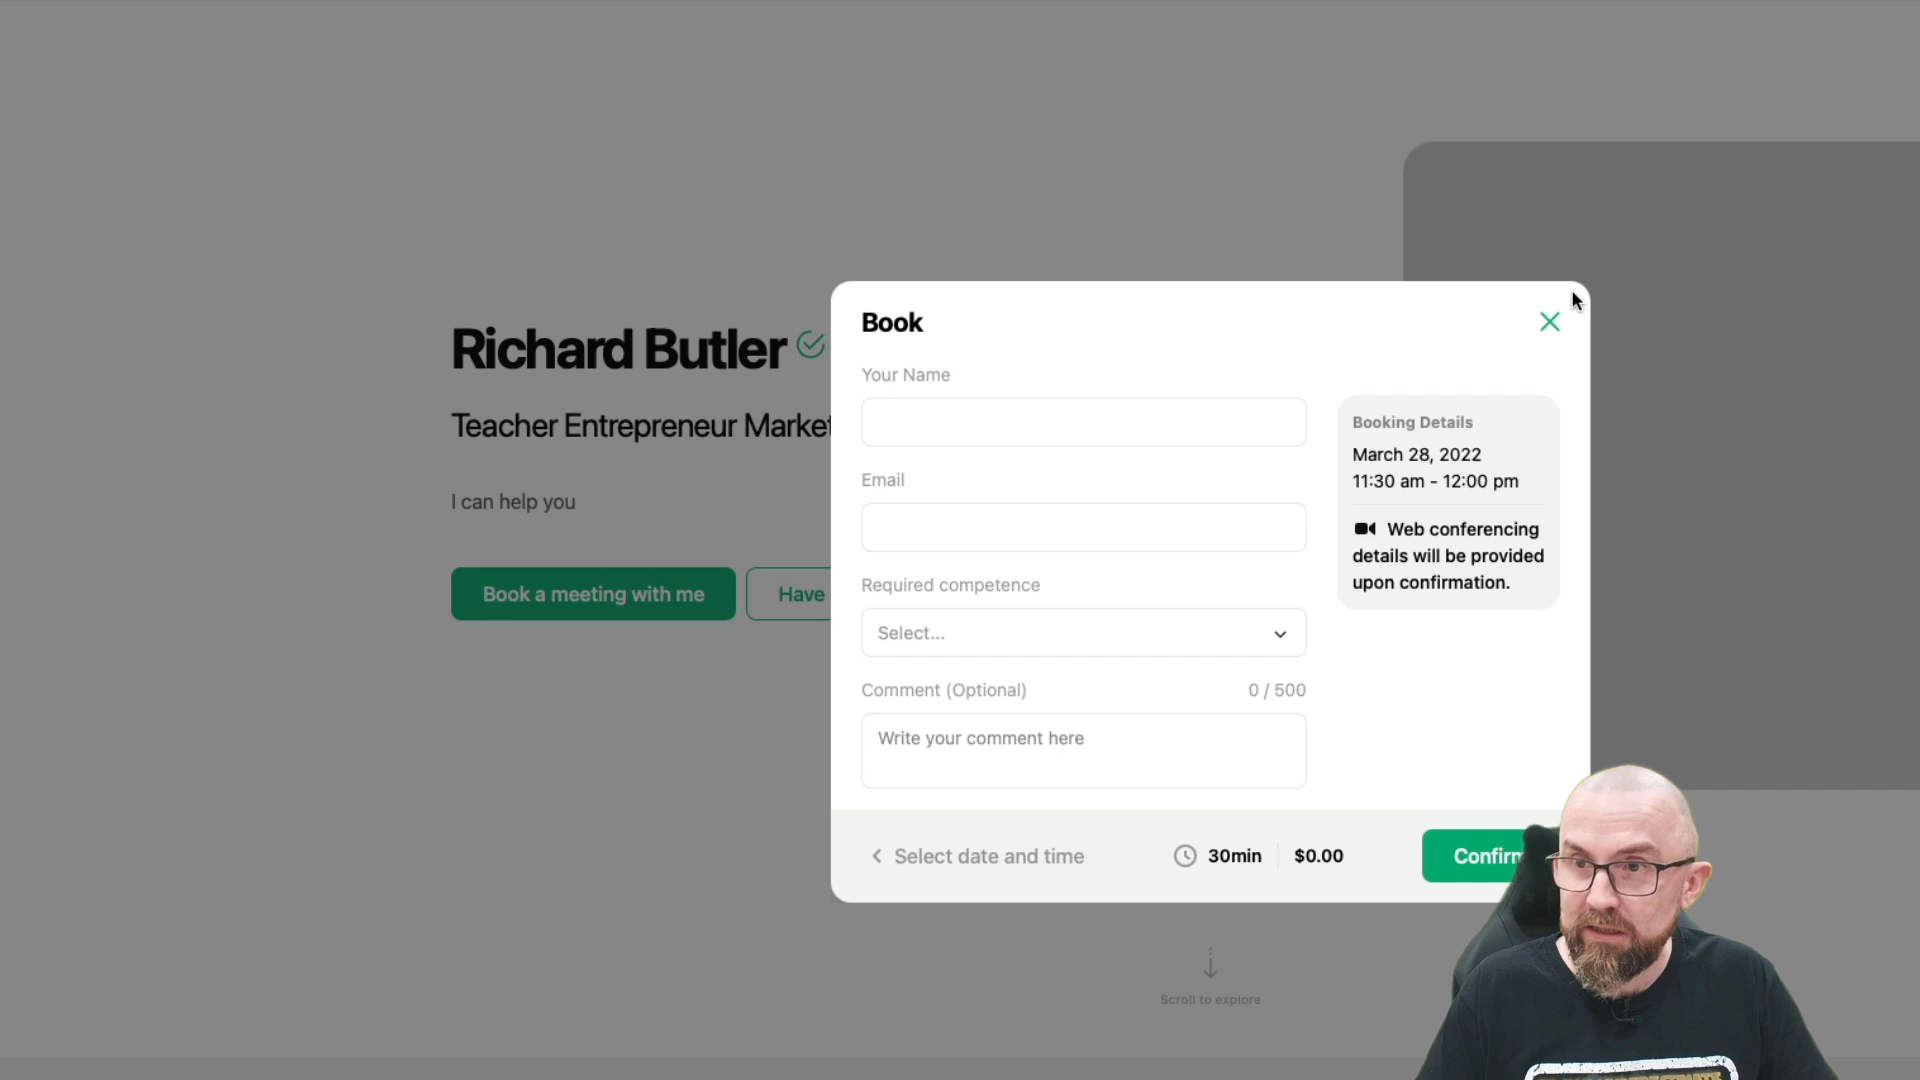 Richard Butler
Teacher Entrepreneur
I can help you
Book a meeting with me
Have
Book
Your Name
Email
Required competence
Select...
Comment (Optional)
0 / 500
Write your comment here
Booking Details
March 28, 2022
11:30 am - 12:00 pm
Web conferencing
details will be provided
upon confirmation.
Select date and time
30min
$0.00
Scroll to explore